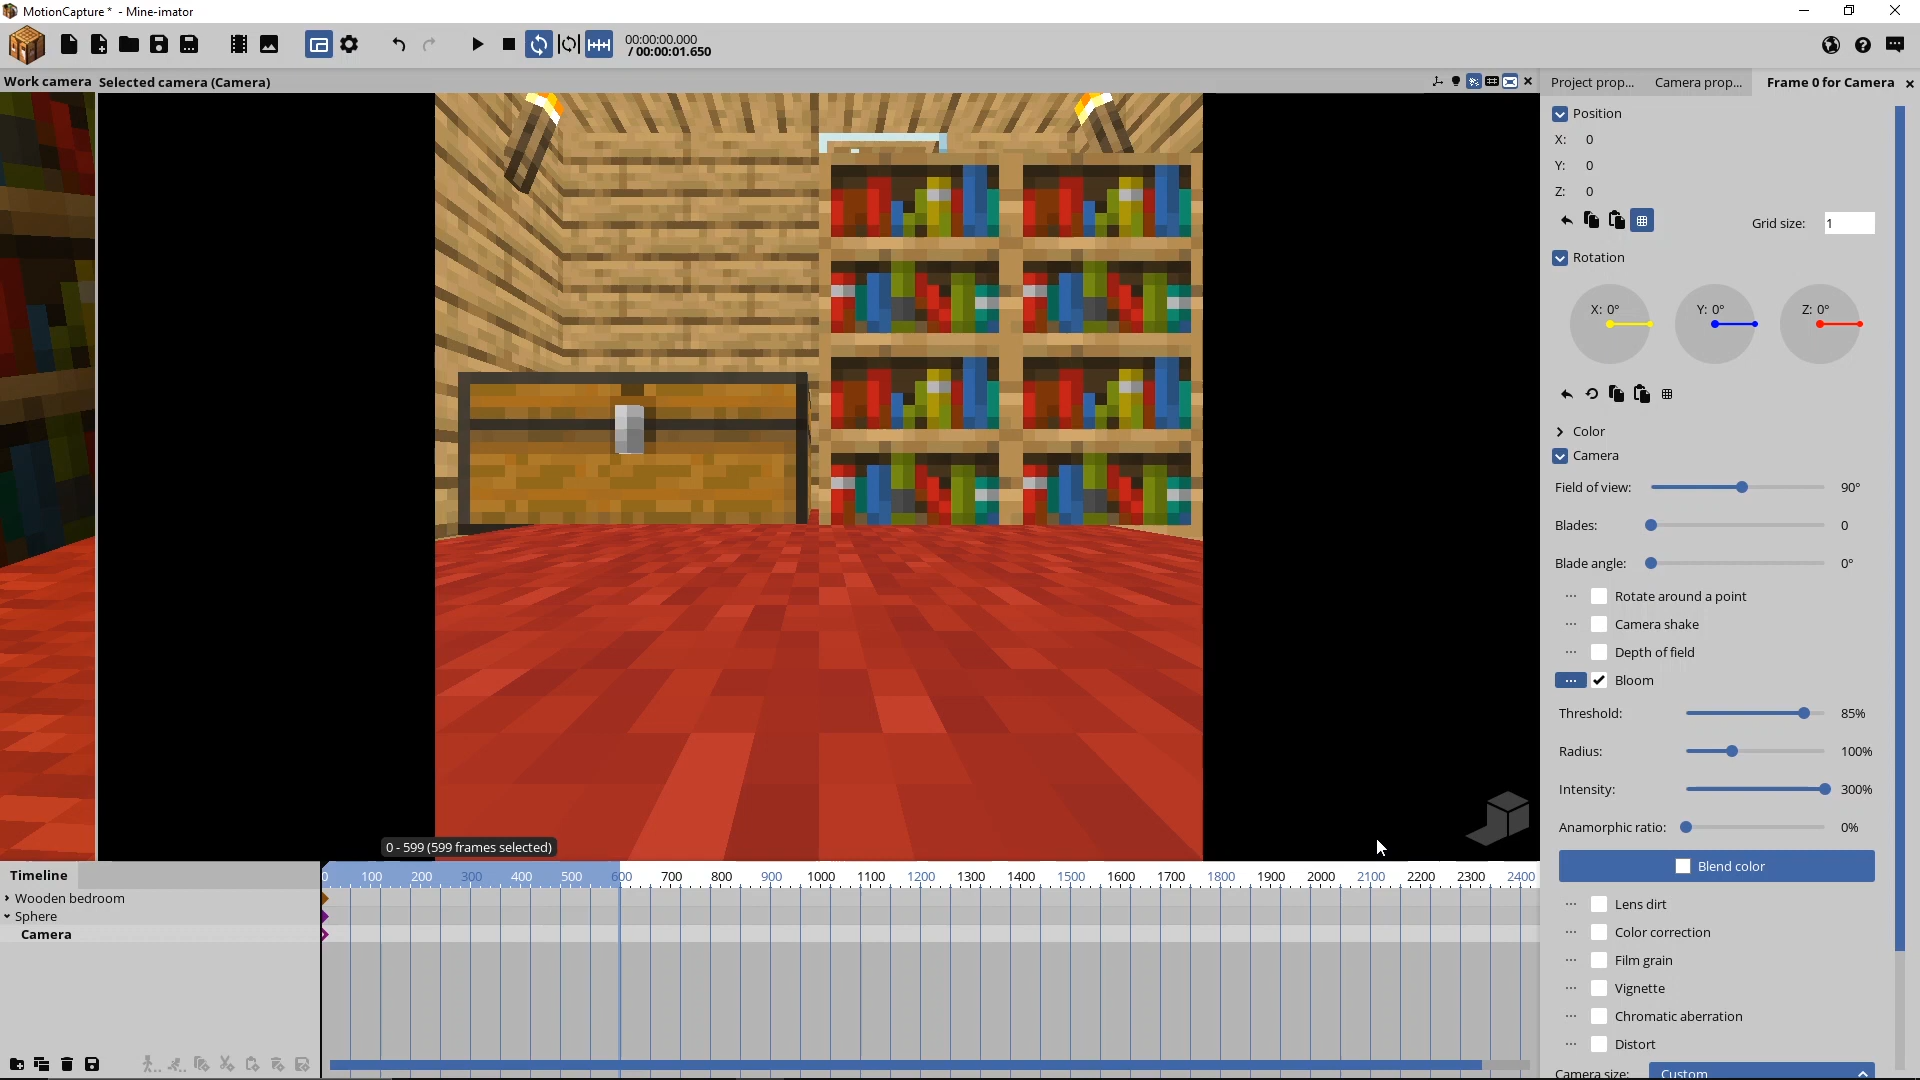 MotionCapture * - Mine-imator
00:00:00.000
/ 00:00:01.650
Work camera
Selected camera (Camera)
Project prop...
Camera prop...
Frame 0 for Camera
Position
X: 0
Y: 0
Z: 0
Grid size: 1
Rotation
X: 0°
Y: 0°
Z: 0°
Color
Camera
Field of view: 90°
Blades: 0
Blade angle: 0°
Rotate around a point
Camera shake
Depth of field
Bloom
Threshold: 85%
Radius: 100%
Intensity: 300%
Anamorphic ratio: 0%
Blend color
Lens dirt
Color correction
Film grain
Vignette
Chromatic aberration
Distort
Camera size: Custom
0 - 599 (599 frames selected)
Timeline
0 100 200 300 400 500 600 700 800 900 1000 1100 1200 1300 1400 1500 1600 1700 1800 1900 2000 2100 2200 2300 2400
Wooden bedroom
Sphere
Camera